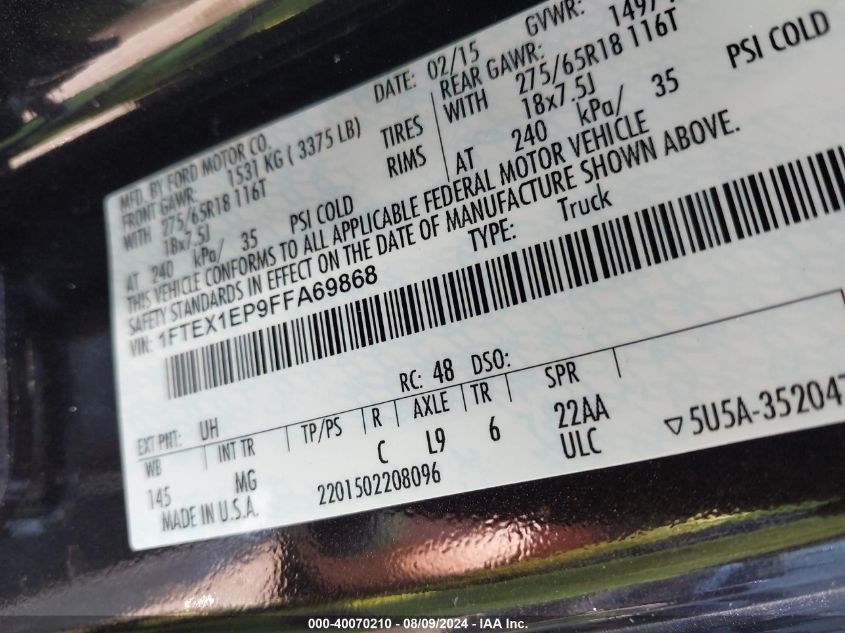 MFD. BY FORD MOTOR CO.
DATE: 02/15
GVWR:
FRONT GAWR: 1531 KG ( 3375 LB)
REAR GAWR:
WITH 275/65R18 116T TIRES
WITH 275/65R18 116T
18x7.5J RIMS
18x7.5J
AT 240 kPa/ 35 PSI COLD
AT 240 kPa/ 35 PSI COLD
THIS VEHICLE CONFORMS TO ALL APPLICABLE FEDERAL MOTOR VEHICLE
SAFETY STANDARDS IN EFFECT ON THE DATE OF MANUFACTURE SHOWN ABOVE.
VIN: 1FTEX1EP9FFA69868
TYPE: Truck
RC: 48 DSO:
EXT PNT: UH
WB INT TR TP/PS R AXLE TR SPR
145 MG C L9 6 22AA
ULC
▽5U5A-35204
MADE IN U.S.A. 2201502208096
000-40070210 - 08/09/2024 - IAA Inc.